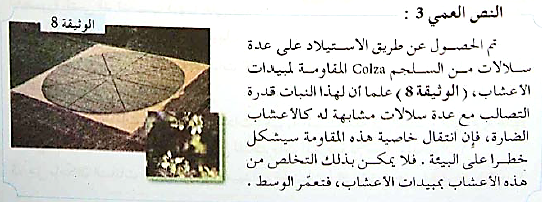 النص العمي 3 :
الوثيقة 8
تم الحصول عن طريق الاستيلاد على عدة
سلالات من السلجم Colza المقاومة لمبيدات
الأعشاب، (الوثيقة 8) علما أن لهذا النبات قدرة
التصالب مع عدة سلالات مشابهة له كالأعشاب
الضارة، فإن انتقال خاصية هذه المقاومة سيشكل
خطرا على البيئة . فلا يمكن بذلك التخلص من
هذه الأعشاب بمبيدات الأعشاب، فتعمّر الوسط .